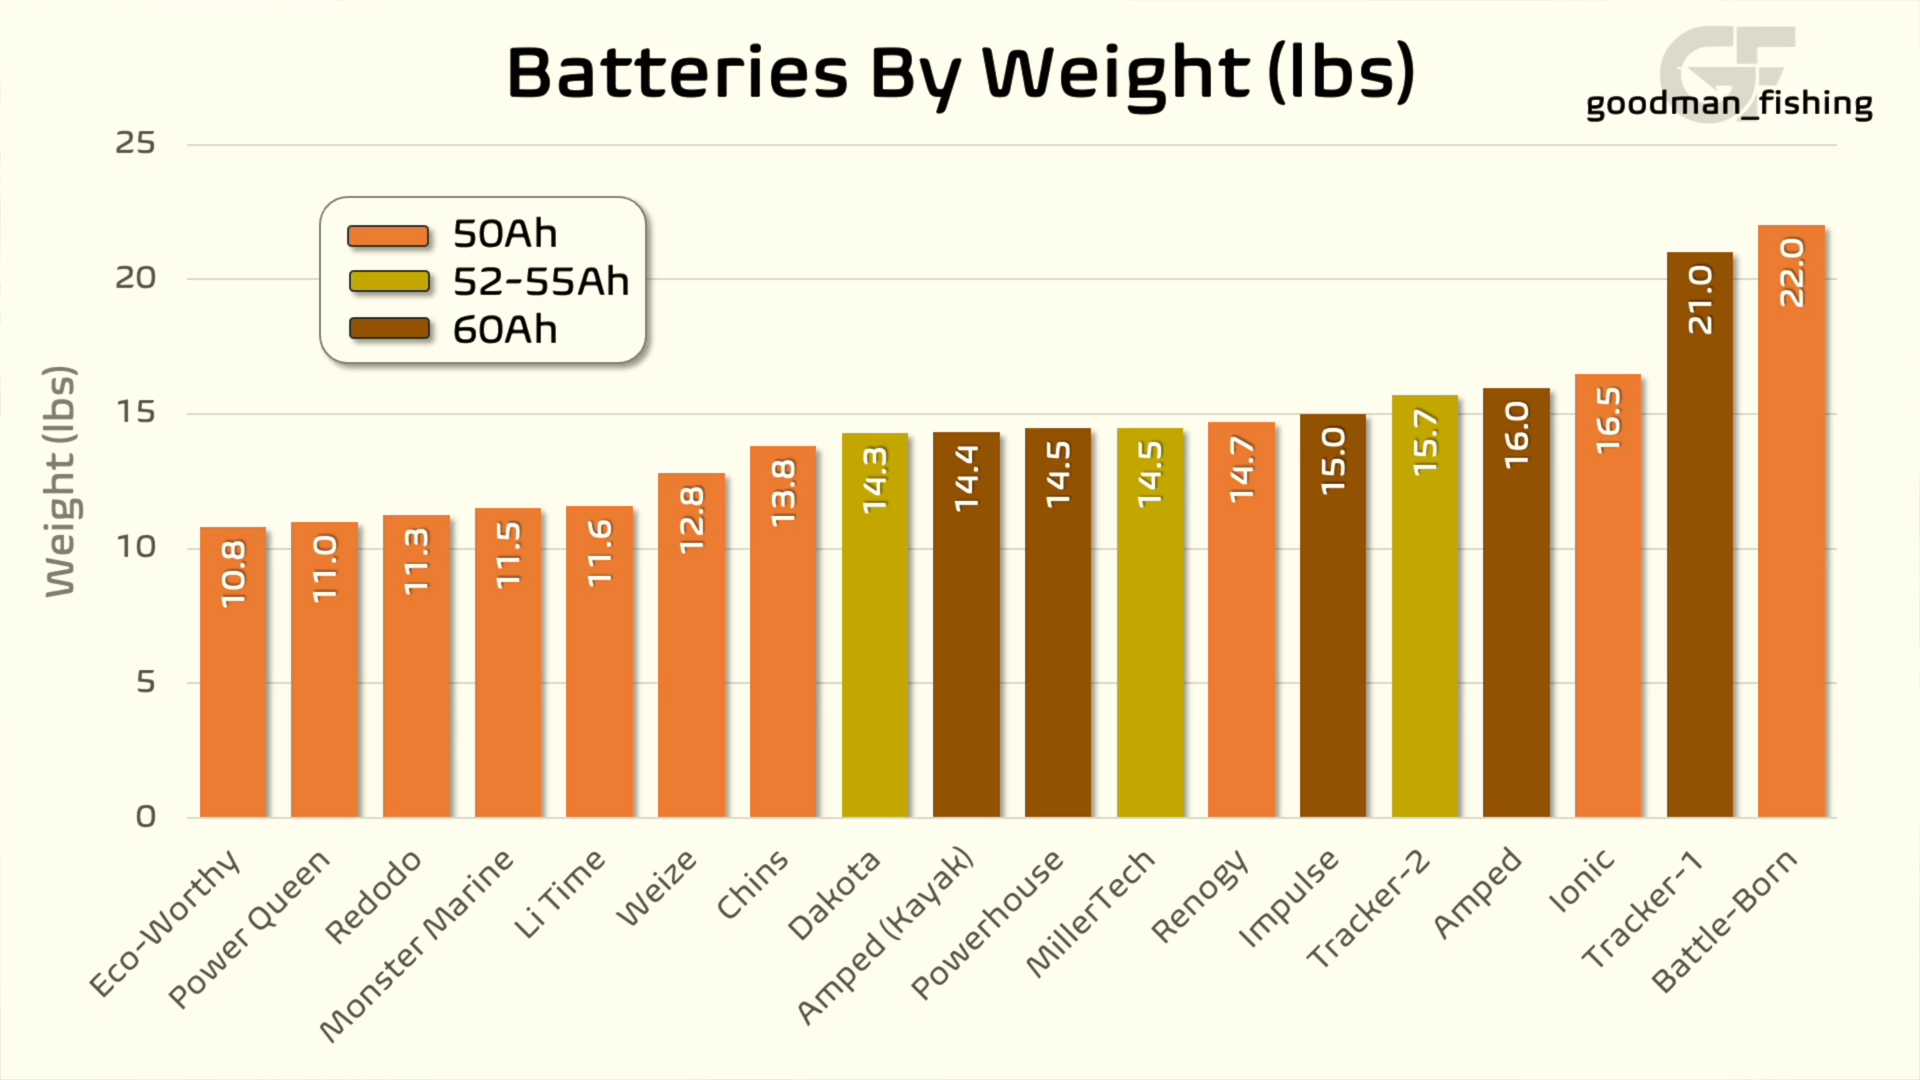 Batteries By Weight (lbs)
GF
goodman_fishing
25
20
15
10
5
0
Weight (lbs)
50Ah
52-55Ah
60Ah
10.8
11.0
11.3
11.5
11.6
12.8
13.8
14.3
14.4
14.5
14.5
14.7
15.0
15.7
16.0
16.5
21.0
22.0
Eco-Worthy
Power Queen
Redodo
Monster Marine
Li Time
Weize
Chins
Dakota
Amped (Kayak)
Powerhouse
MillerTech
Renogy
Impulse
Tracker-2
Amped
Ionic
Tracker-1
Battle-Born